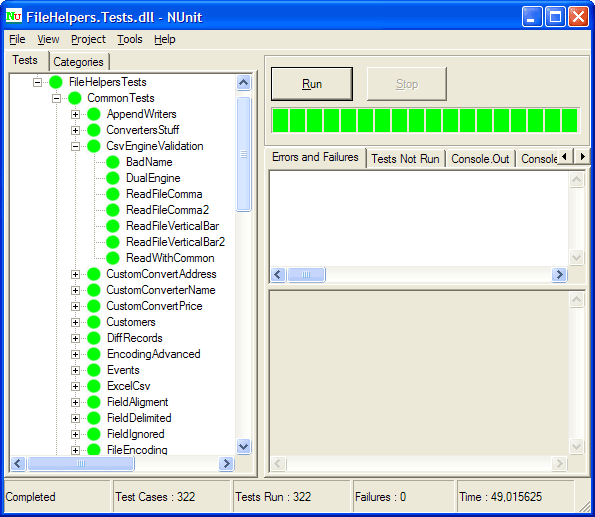 FileHelpers.Tests.dll - NUnit
File View Project Tools Help
Tests Categories
FileHelpersTests
CommonTests
AppendWriters
ConvertersStuff
CsvEngineValidation
BadName
DualEngine
ReadFileComma
ReadFileComma2
ReadFileVerticalBar
ReadFileVerticalBar2
ReadWithCommon
CustomConvertAddress
CustomConverterName
CustomConvertPrice
Customers
DiffRecords
EncodingAdvanced
Events
ExcelCsv
FieldAligment
FieldDelimited
FieldIgnored
FileEncoding
Run Stop
Errors and Failures Tests Not Run Console.Out Console
Completed Test Cases : 322 Tests Run : 322 Failures : 0 Time : 49,015625